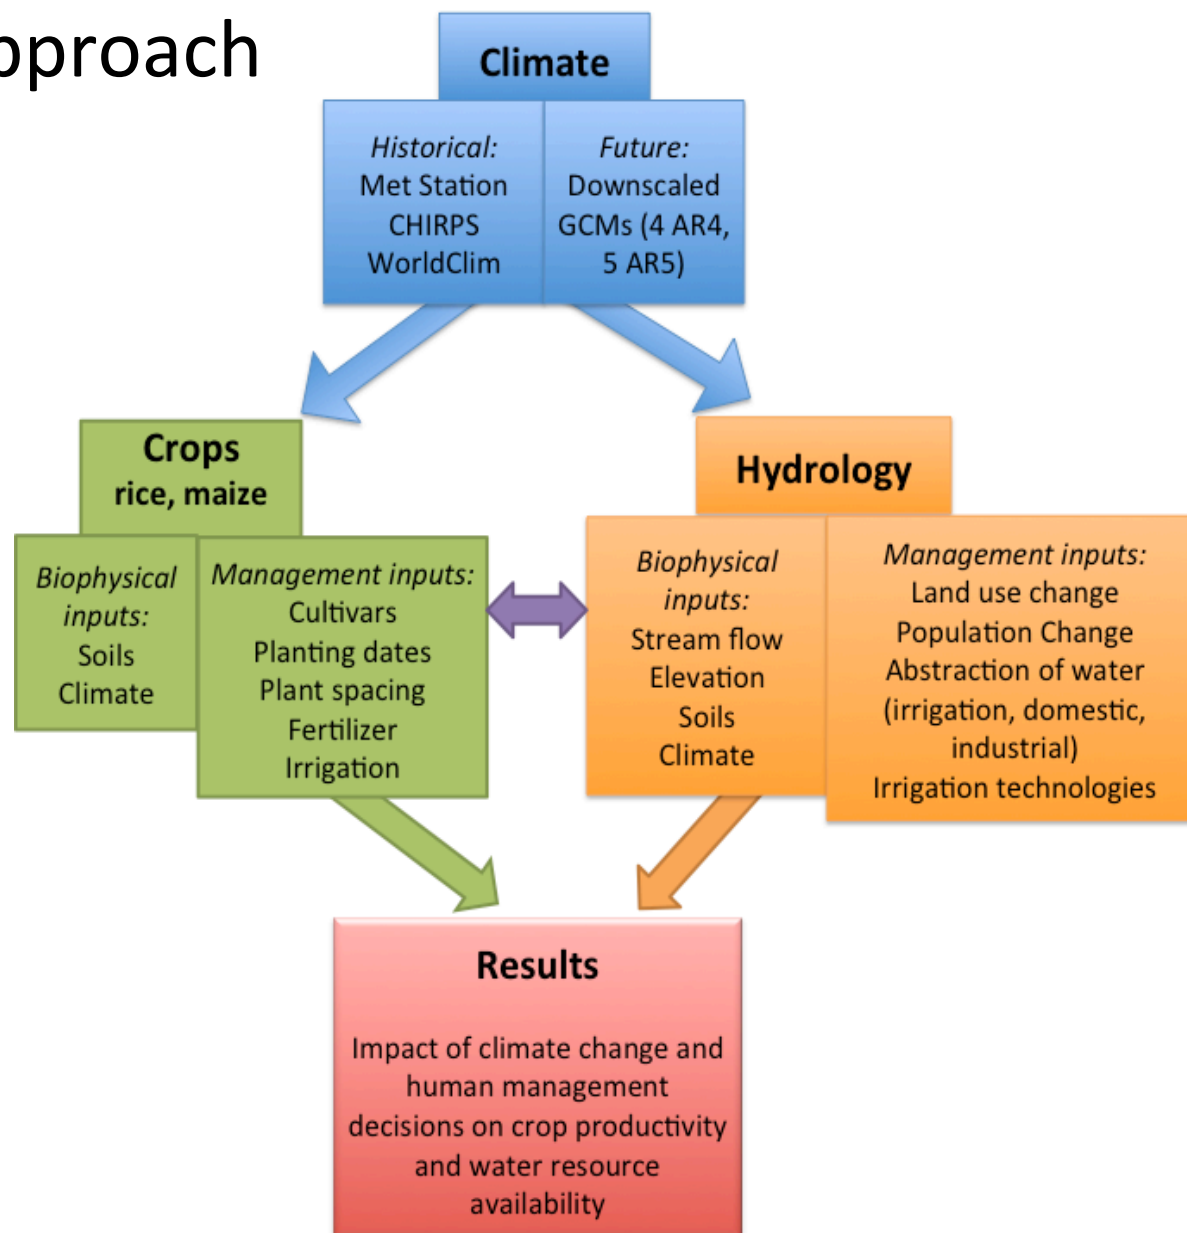 pproach
Climate
Historical:
Met Station
CHIRPS
WorldClim
Future:
Downscaled
GCMs (4 AR4,
5 AR5)
Crops
rice, maize
Biophysical
inputs:
Soils
Climate
Management inputs:
Cultivars
Planting dates
Plant spacing
Fertilizer
Irrigation
Hydrology
Biophysical
inputs:
Stream flow
Elevation
Soils
Climate
Management inputs:
Land use change
Population Change
Abstraction of water
(irrigation, domestic,
industrial)
Irrigation technologies
Results
Impact of climate change and
human management
decisions on crop productivity
and water resource
availability